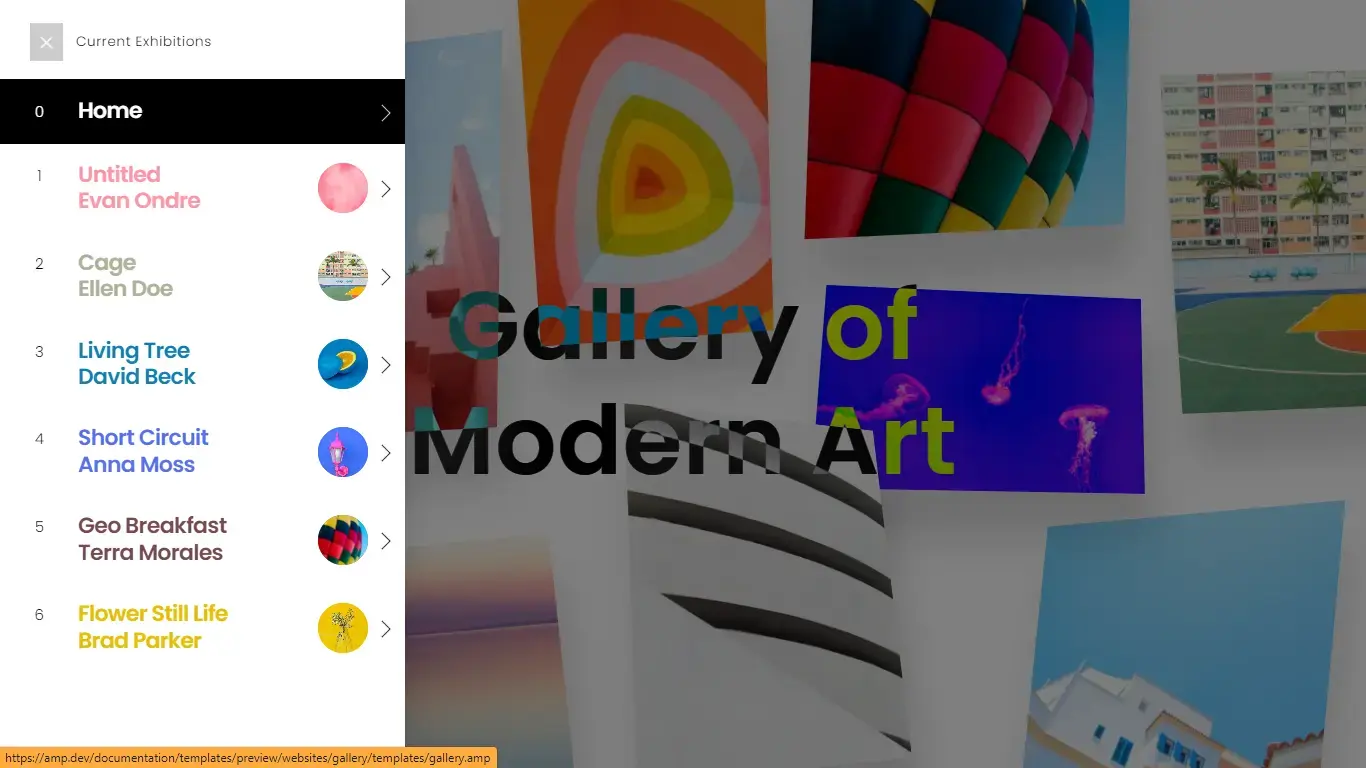 Current Exhibitions
0 Home
1 Untitled
Evan Ondre
2 Cage
Ellen Doe
3 Living Tree
David Beck
4 Short Circuit
Anna Moss
5 Geo Breakfast
Terra Morales
6 Flower Still Life
Brad Parker
Gallery of
Modern Art
https://amp.dev/documentation/templates/preview/websites/gallery/templates/gallery.amp